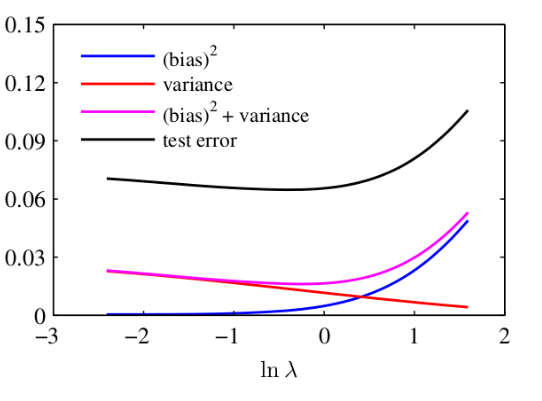 0.15
(bias)²
0.12
variance
(bias)² + variance
0.09
test error
0.06
0.03
0
−3 −2 −1 0 1 2
ln λ